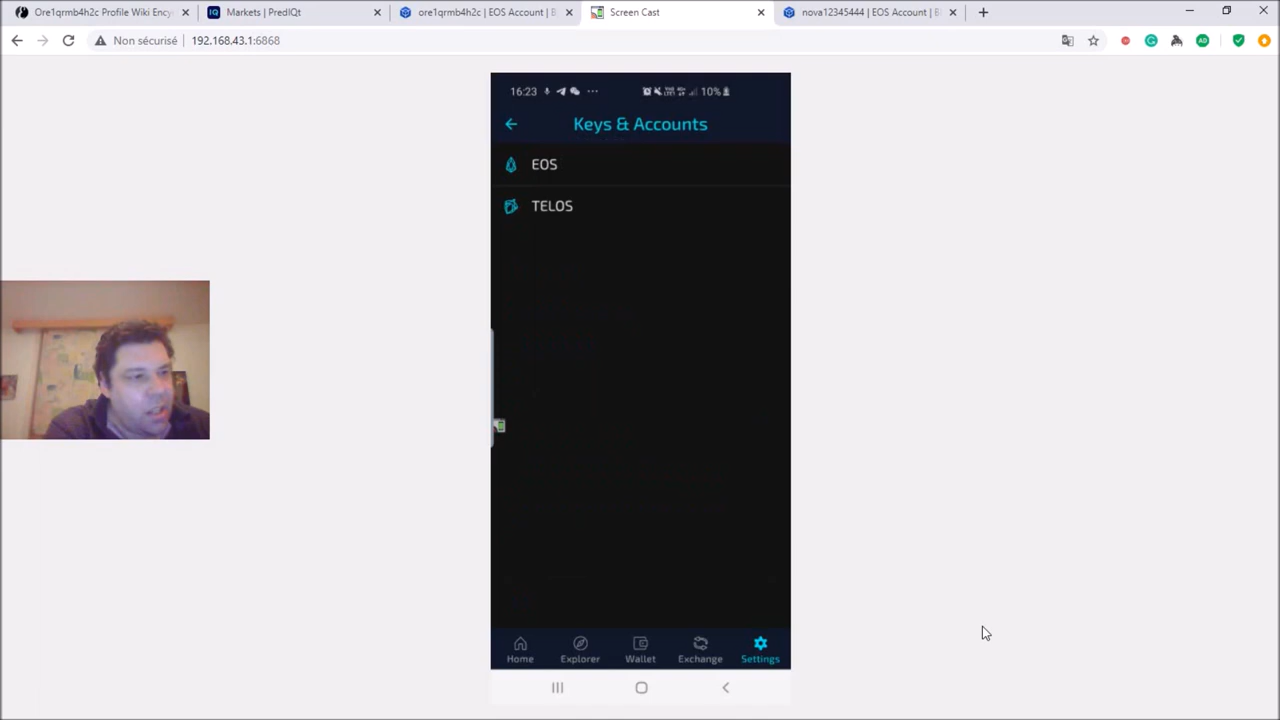 Ore1qrmb4h2c Profile Wiki Ency
Markets | PredIQt
ore1qrmb4h2c | EOS Account | B
Screen Cast
nova12345444 | EOS Account | Bl
Non sécurisé
192.168.43.1:6868
16:23
10%
Keys & Accounts
EOS
TELOS
Home
Explorer
Wallet
Exchange
Settings